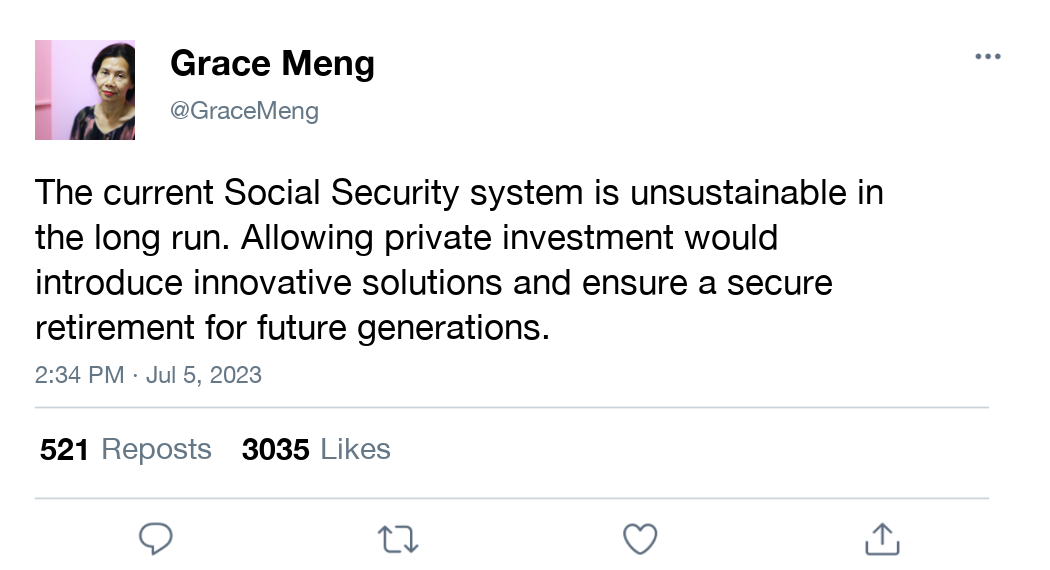 Grace Meng
@GraceMeng
The current Social Security system is unsustainable in
the long run. Allowing private investment would
introduce innovative solutions and ensure a secure
retirement for future generations.
2:34 PM · Jul 5, 2023
521 Reposts 3035 Likes